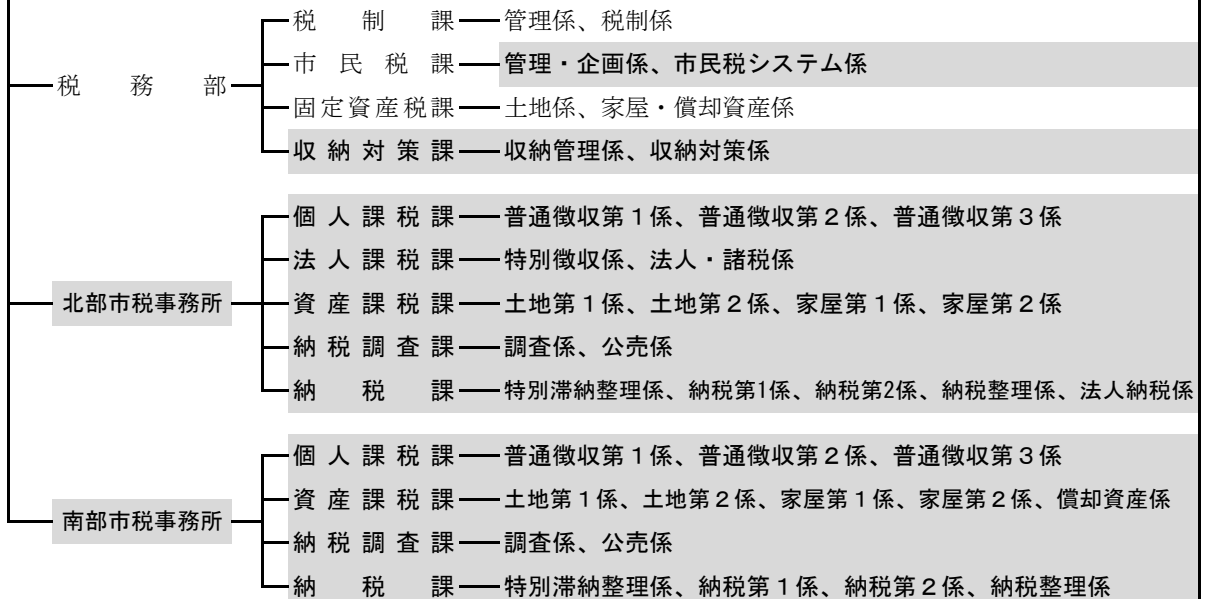 税制課 管理係、税制係
市民税課 管理・企画係、市民税システム係
税務部
固定資産税課 土地係、家屋・償却資産係
収納対策課 収納管理係、収納対策係
個人課税課 普通徴収第１係、普通徴収第２係、普通徴収第３係
法人課税課 特別徴収係、法人・諸税係
北部市税事務所 資産課税課 土地第１係、土地第２係、家屋第１係、家屋第２係
納税調査課 調査係、公売係
納税課 特別滞納整理係、納税第1係、納税第2係、納税整理係、法人納税係
個人課税課 普通徴収第１係、普通徴収第２係、普通徴収第３係
資産課税課 土地第１係、土地第２係、家屋第１係、家屋第２係、償却資産係
南部市税事務所
納税調査課 調査係、公売係
納税課 特別滞納整理係、納税第１係、納税第２係、納税整理係